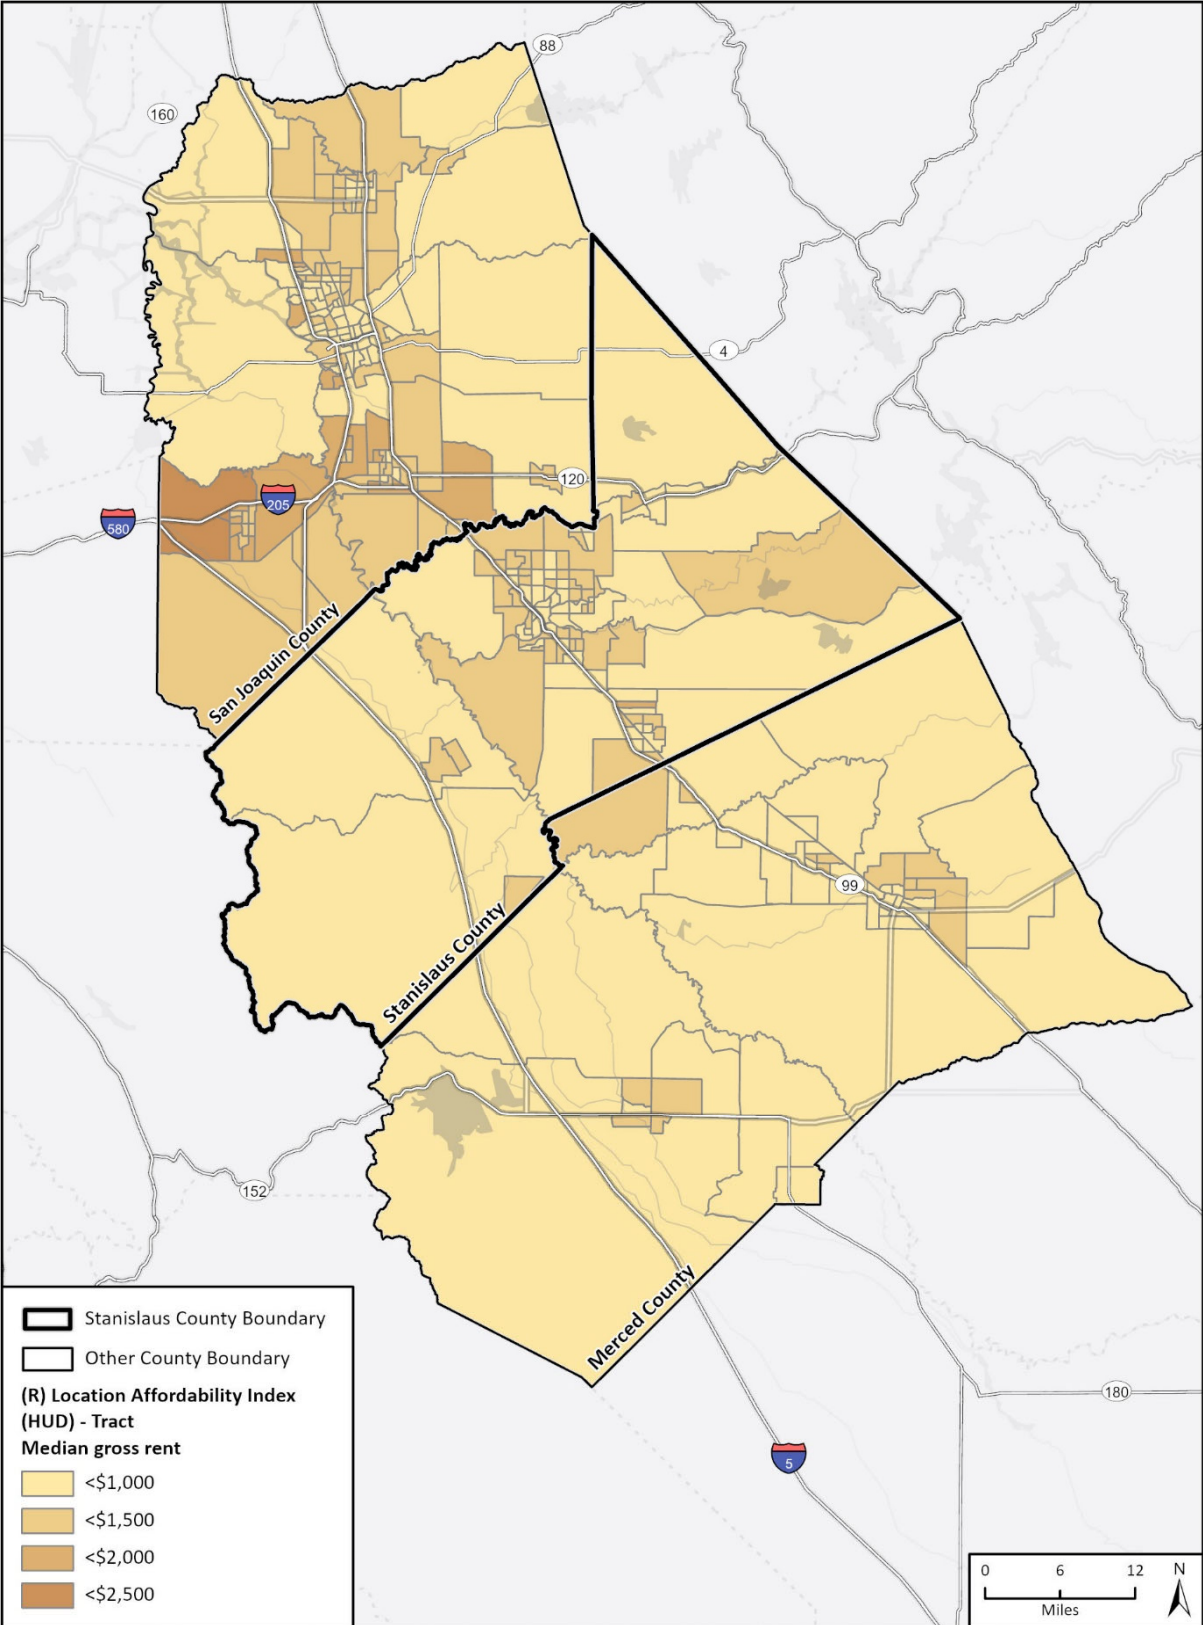 88
160
4
120
205
580
San Joaquin County
99
Stanislaus County
152
Merced County
180
5
Stanislaus County Boundary
Other County Boundary
(R) Location Affordability Index
(HUD) - Tract
Median gross rent
<$1,000
<$1,500
<$2,000
<$2,500
0 6 12 N
Miles